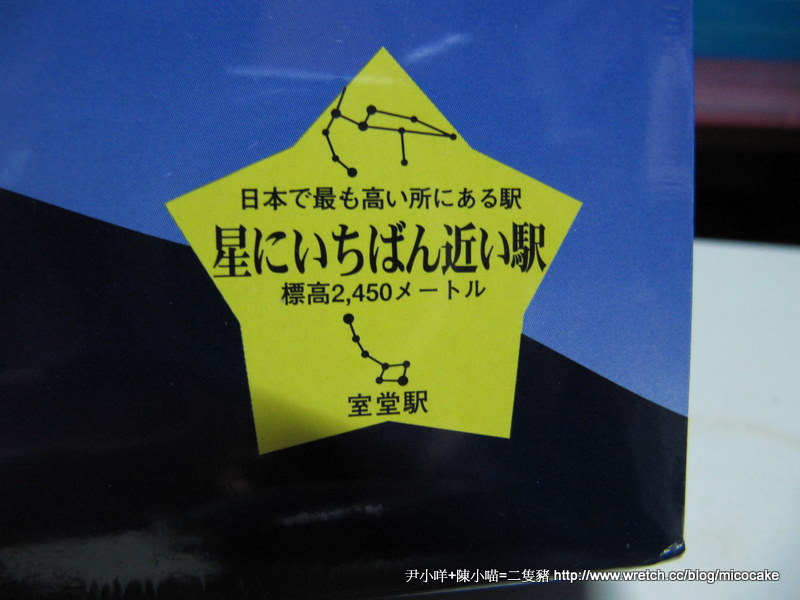 日本で最も高い所にある駅
星にいちばん近い駅
標高2,450メートル
室堂駅
尹小咩+陳小喵=二隻豬 http://www.wretch.cc/blog/micocake